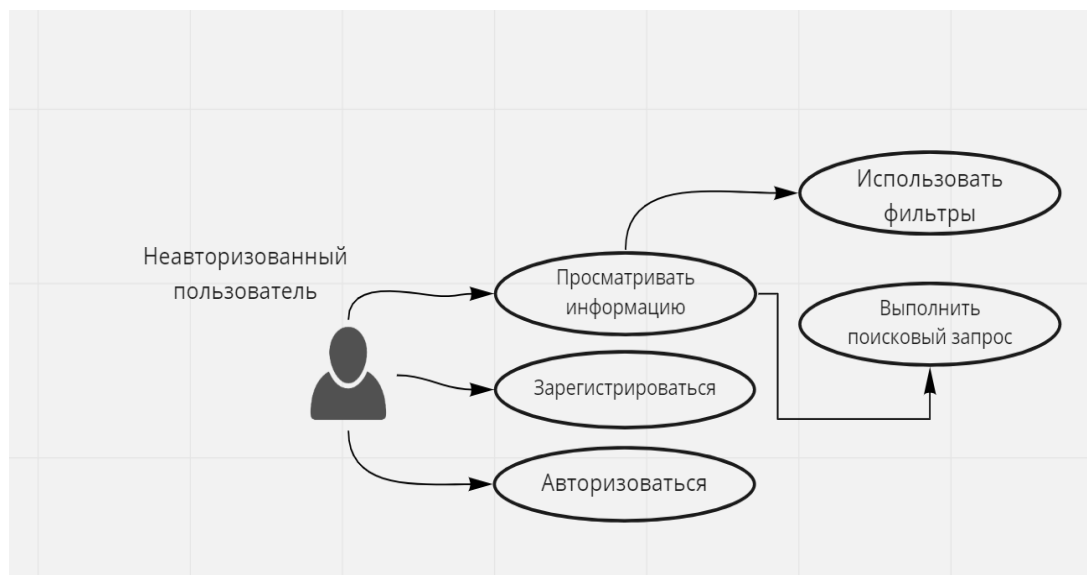 Использовать
фильтры
Неавторизованный
пользователь
Просматривать
информацию
Выполнить
поисковый запрос
Зарегистрироваться
Авторизоваться